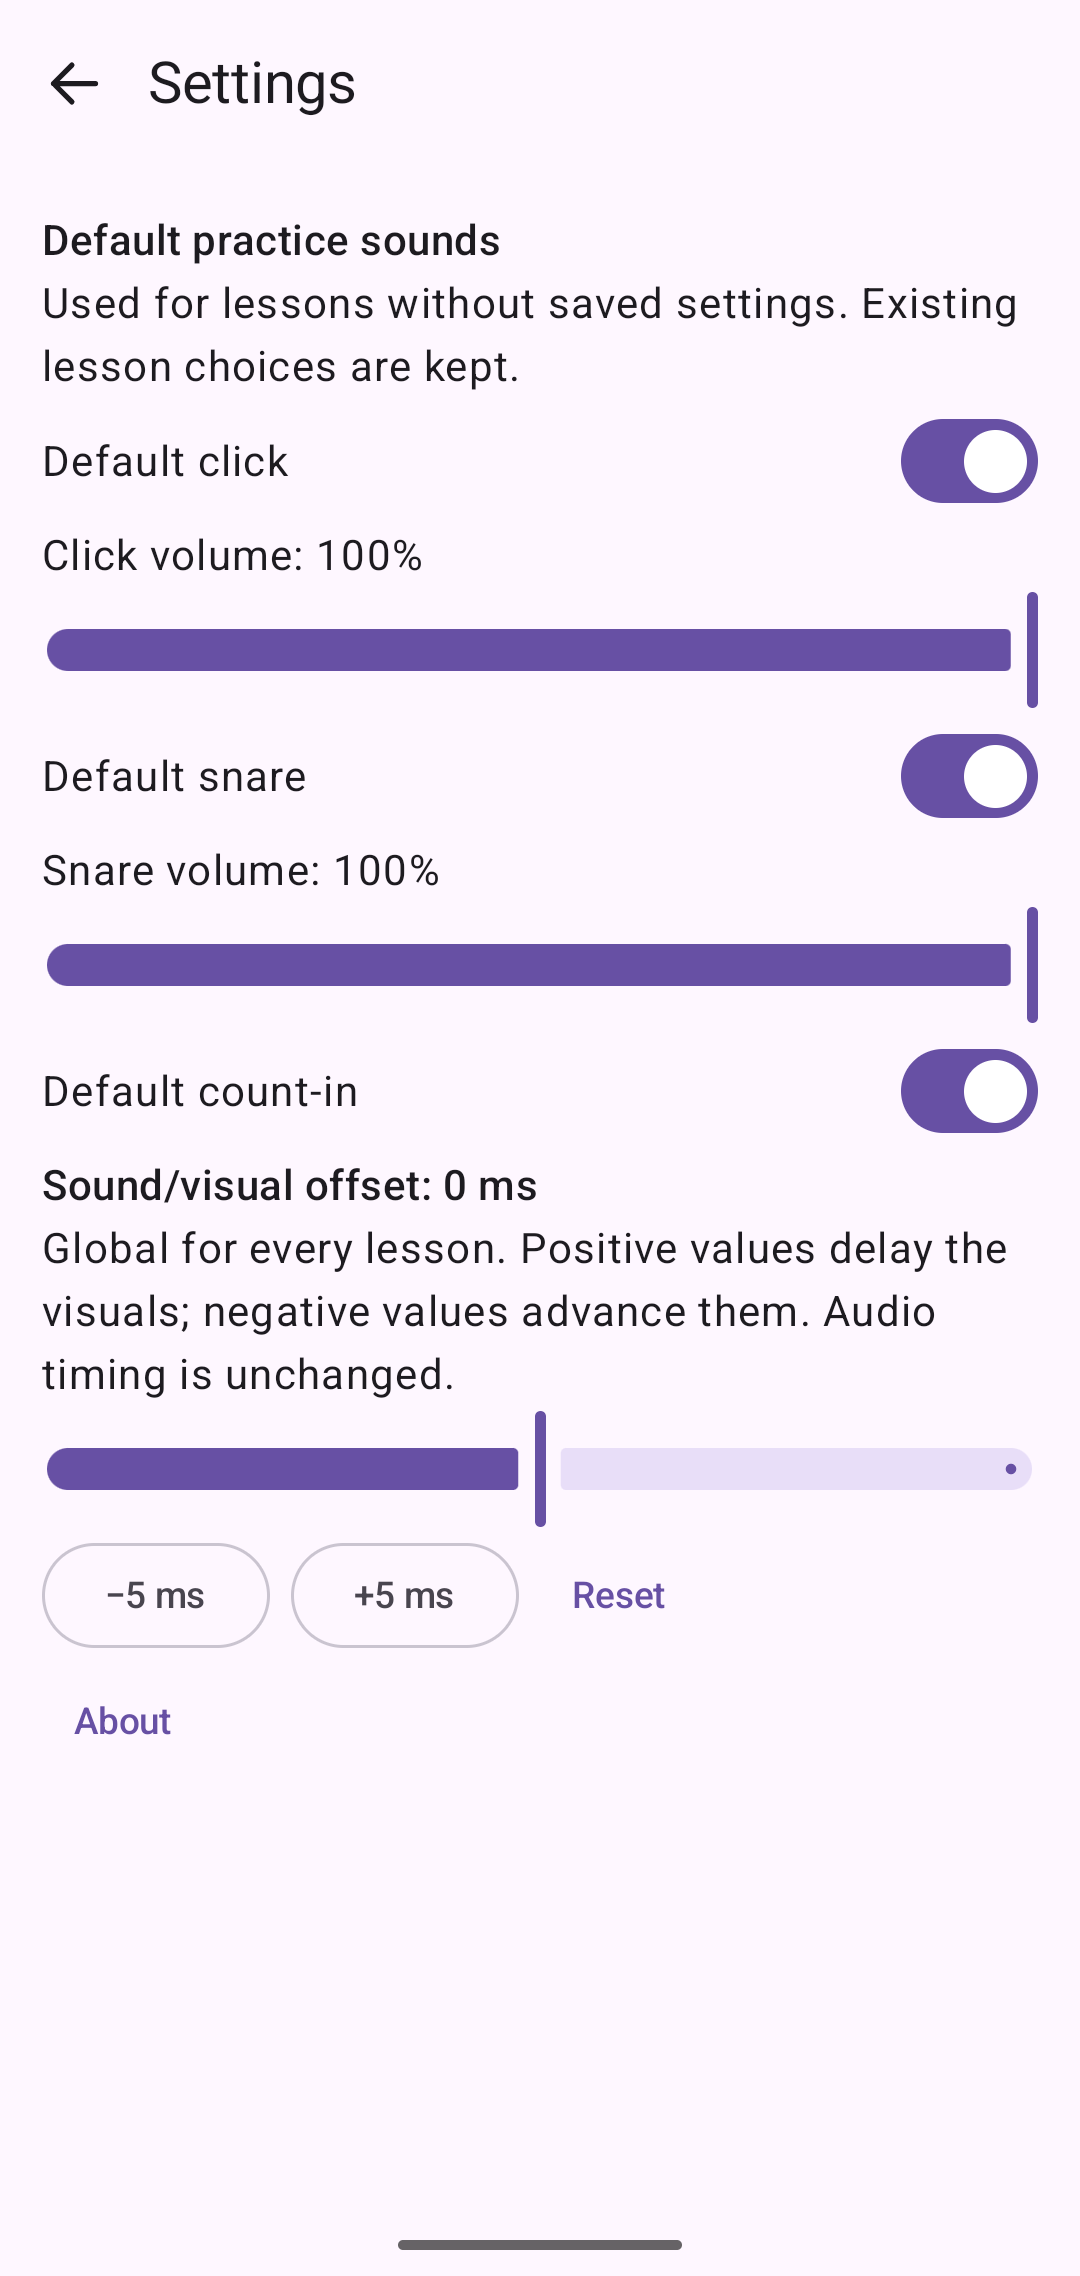 Settings
Default practice sounds
Used for lessons without saved settings. Existing
lesson choices are kept.
Default click
Click volume: 100%
Default snare
Snare volume: 100%
Default count-in
Sound/visual offset: 0 ms
Global for every lesson. Positive values delay the
visuals; negative values advance them. Audio
timing is unchanged.
−5 ms +5 ms Reset
About